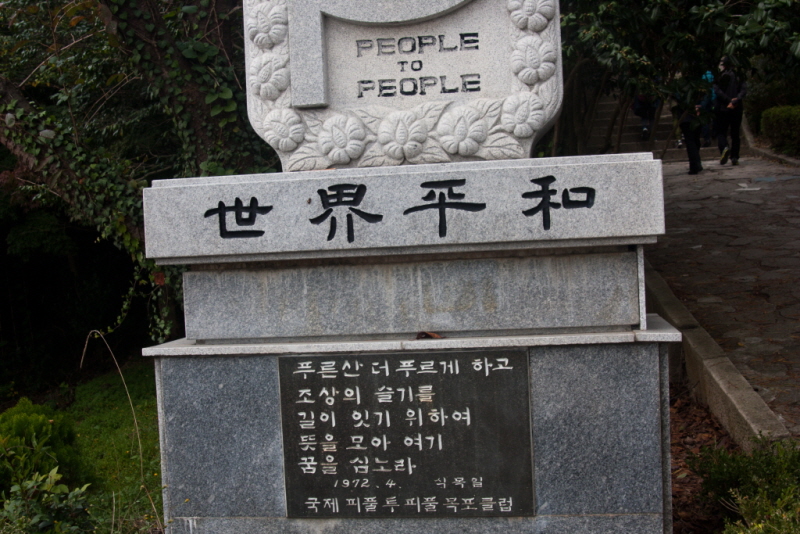 PEOPLE
TO
PEOPLE
世界平和
푸른산 더 푸르게 하고
조상의 슬기를
길이 잇기 위하여
뜻을 모아 여기
꿈을 심노라
1972. 4. 식목일
국제 피풀 투 피풀 목포클럽